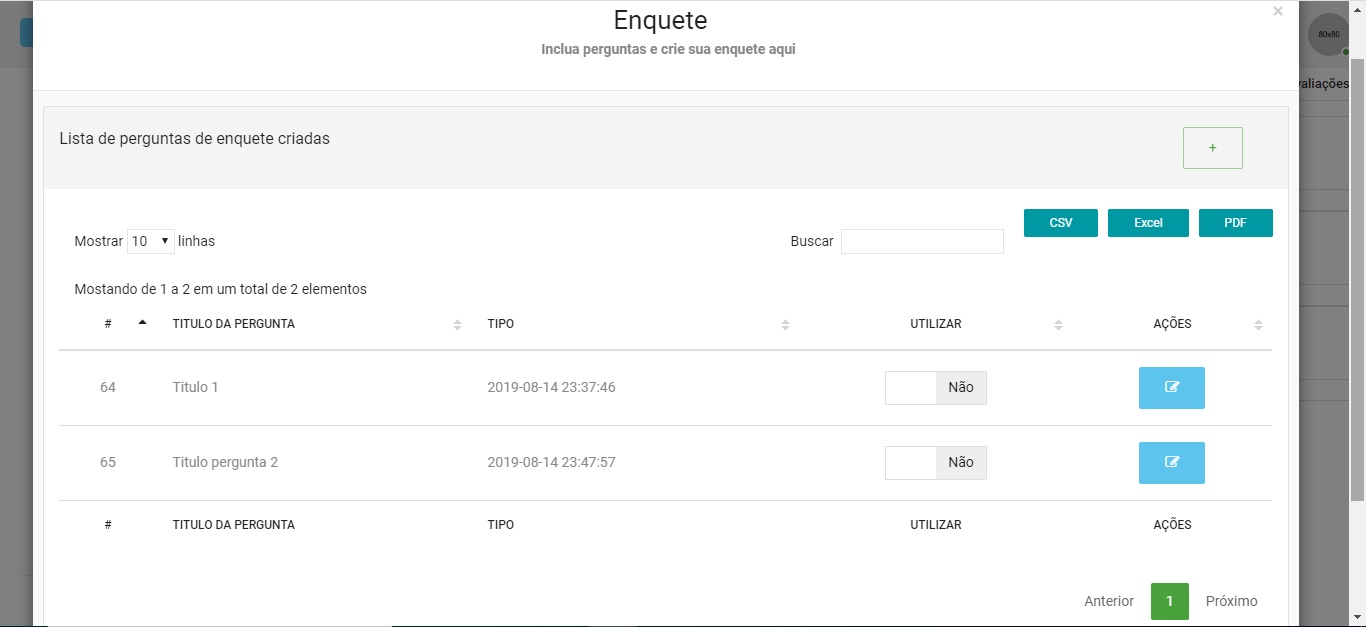 Enquete
×
Inclua perguntas e crie sua enquete aqui
80x80
valiações
Lista de perguntas de enquete criadas
+
CSV Excel PDF
Mostrar 10 linhas Buscar
Mostando de 1 a 2 em um total de 2 elementos
# TITULO DA PERGUNTA TIPO UTILIZAR AÇÕES
64 Titulo 1 2019-08-14 23:37:46 Não
65 Titulo pergunta 2 2019-08-14 23:47:57 Não
# TITULO DA PERGUNTA TIPO UTILIZAR AÇÕES
Anterior 1 Próximo